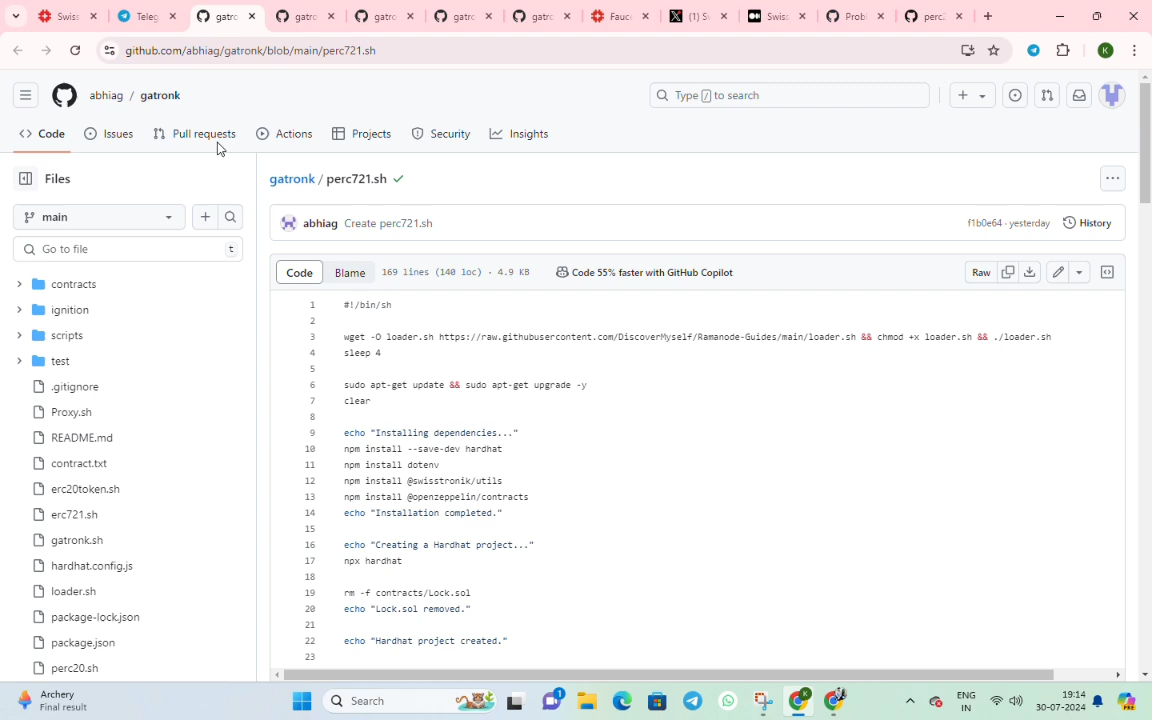 Swiss
Teleg
gatro
gatro
gatro
gatro
gatro
Fauce
(1) S
Swiss
Probl
perc2
github.com/abhiag/gatronk/blob/main/perc721.sh
K
abhiag / gatronk
Type / to search
Code Issues Pull requests Actions Projects Security Insights
Files
gatronk / perc721.sh
main
abhiag Create perc721.sh
f1b0e64 · yesterday History
Go to file t
Code Blame 169 lines (140 loc) · 4.9 KB Code 55% faster with GitHub Copilot Raw
contracts
ignition
scripts
test
.gitignore
Proxy.sh
README.md
contract.txt
erc20token.sh
erc721.sh
gatronk.sh
hardhat.config.js
loader.sh
package-lock.json
package.json
perc20.sh
1 #!/bin/sh
2
3 wget -O loader.sh https://raw.githubusercontent.com/DiscoverMyself/Ramanode-Guides/main/loader.sh && chmod +x loader.sh && ./loader.sh
4 sleep 4
5
6 sudo apt-get update && sudo apt-get upgrade -y
7 clear
8
9 echo "Installing dependencies..."
10 npm install --save-dev hardhat
11 npm install dotenv
12 npm install @swisstronik/utils
13 npm install @openzeppelin/contracts
14 echo "Installation completed."
15
16 echo "Creating a Hardhat project..."
17 npx hardhat
18
19 rm -f contracts/Lock.sol
20 echo "Lock.sol removed."
21
22 echo "Hardhat project created."
23
Archery
Final result
Search
1
K
ENG
IN
19:14
30-07-2024
PRE